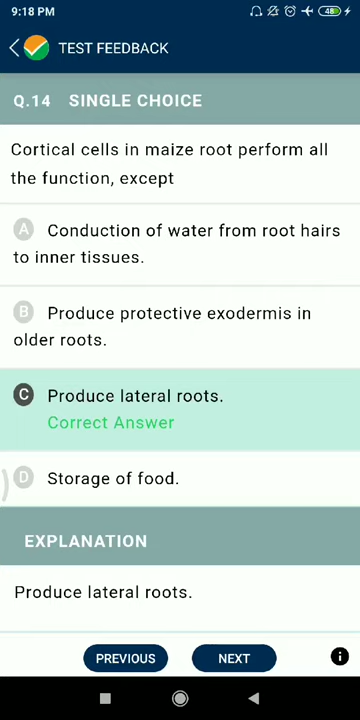 9:18 PM
48
TEST FEEDBACK
Q.14 SINGLE CHOICE
Cortical cells in maize root perform all
the function, except
A Conduction of water from root hairs
to inner tissues.
B Produce protective exodermis in
older roots.
C Produce lateral roots.
Correct Answer
D Storage of food.
EXPLANATION
Produce lateral roots.
PREVIOUS NEXT i